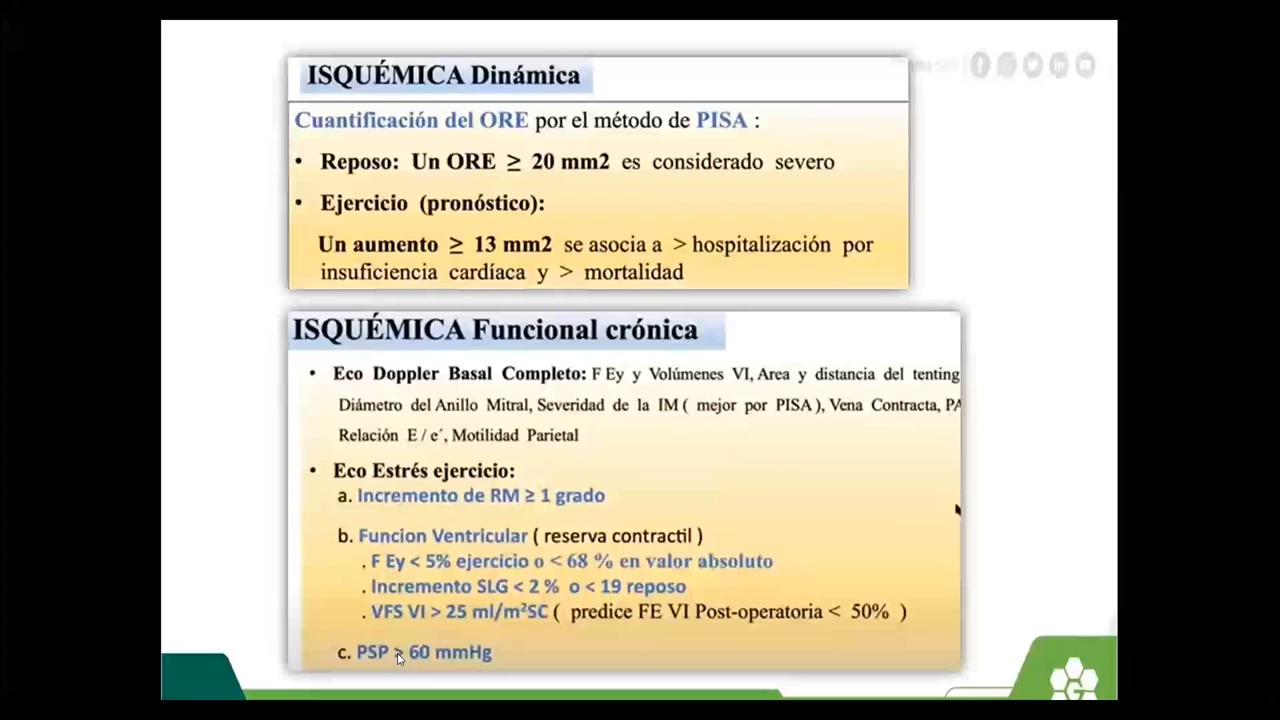 ISQUÉMICA Dinámica
Cuantificación del ORE por el método de PISA :
• Reposo: Un ORE ≥ 20 mm2 es considerado severo
• Ejercicio (pronóstico):
Un aumento ≥ 13 mm2 se asocia a > hospitalización por
insuficiencia cardíaca y > mortalidad
ISQUÉMICA Funcional crónica
• Eco Doppler Basal Completo: F Ey y Volúmenes VI, Area y distancia del tenting
Diámetro del Anillo Mitral, Severidad de la IM ( mejor por PISA ), Vena Contracta,
Relación E / e´, Motilidad Parietal
• Eco Estrés ejercicio:
a. Incremento de RM ≥ 1 grado
b. Funcion Ventricular ( reserva contractil )
. F Ey < 5% ejercicio o < 68 % en valor absoluto
. Incremento SLG < 2 % o < 19 reposo
. VFS VI > 25 ml/m²SC ( predice FE VI Post-operatoria < 50% )
c. PSP ≥ 60 mmHg